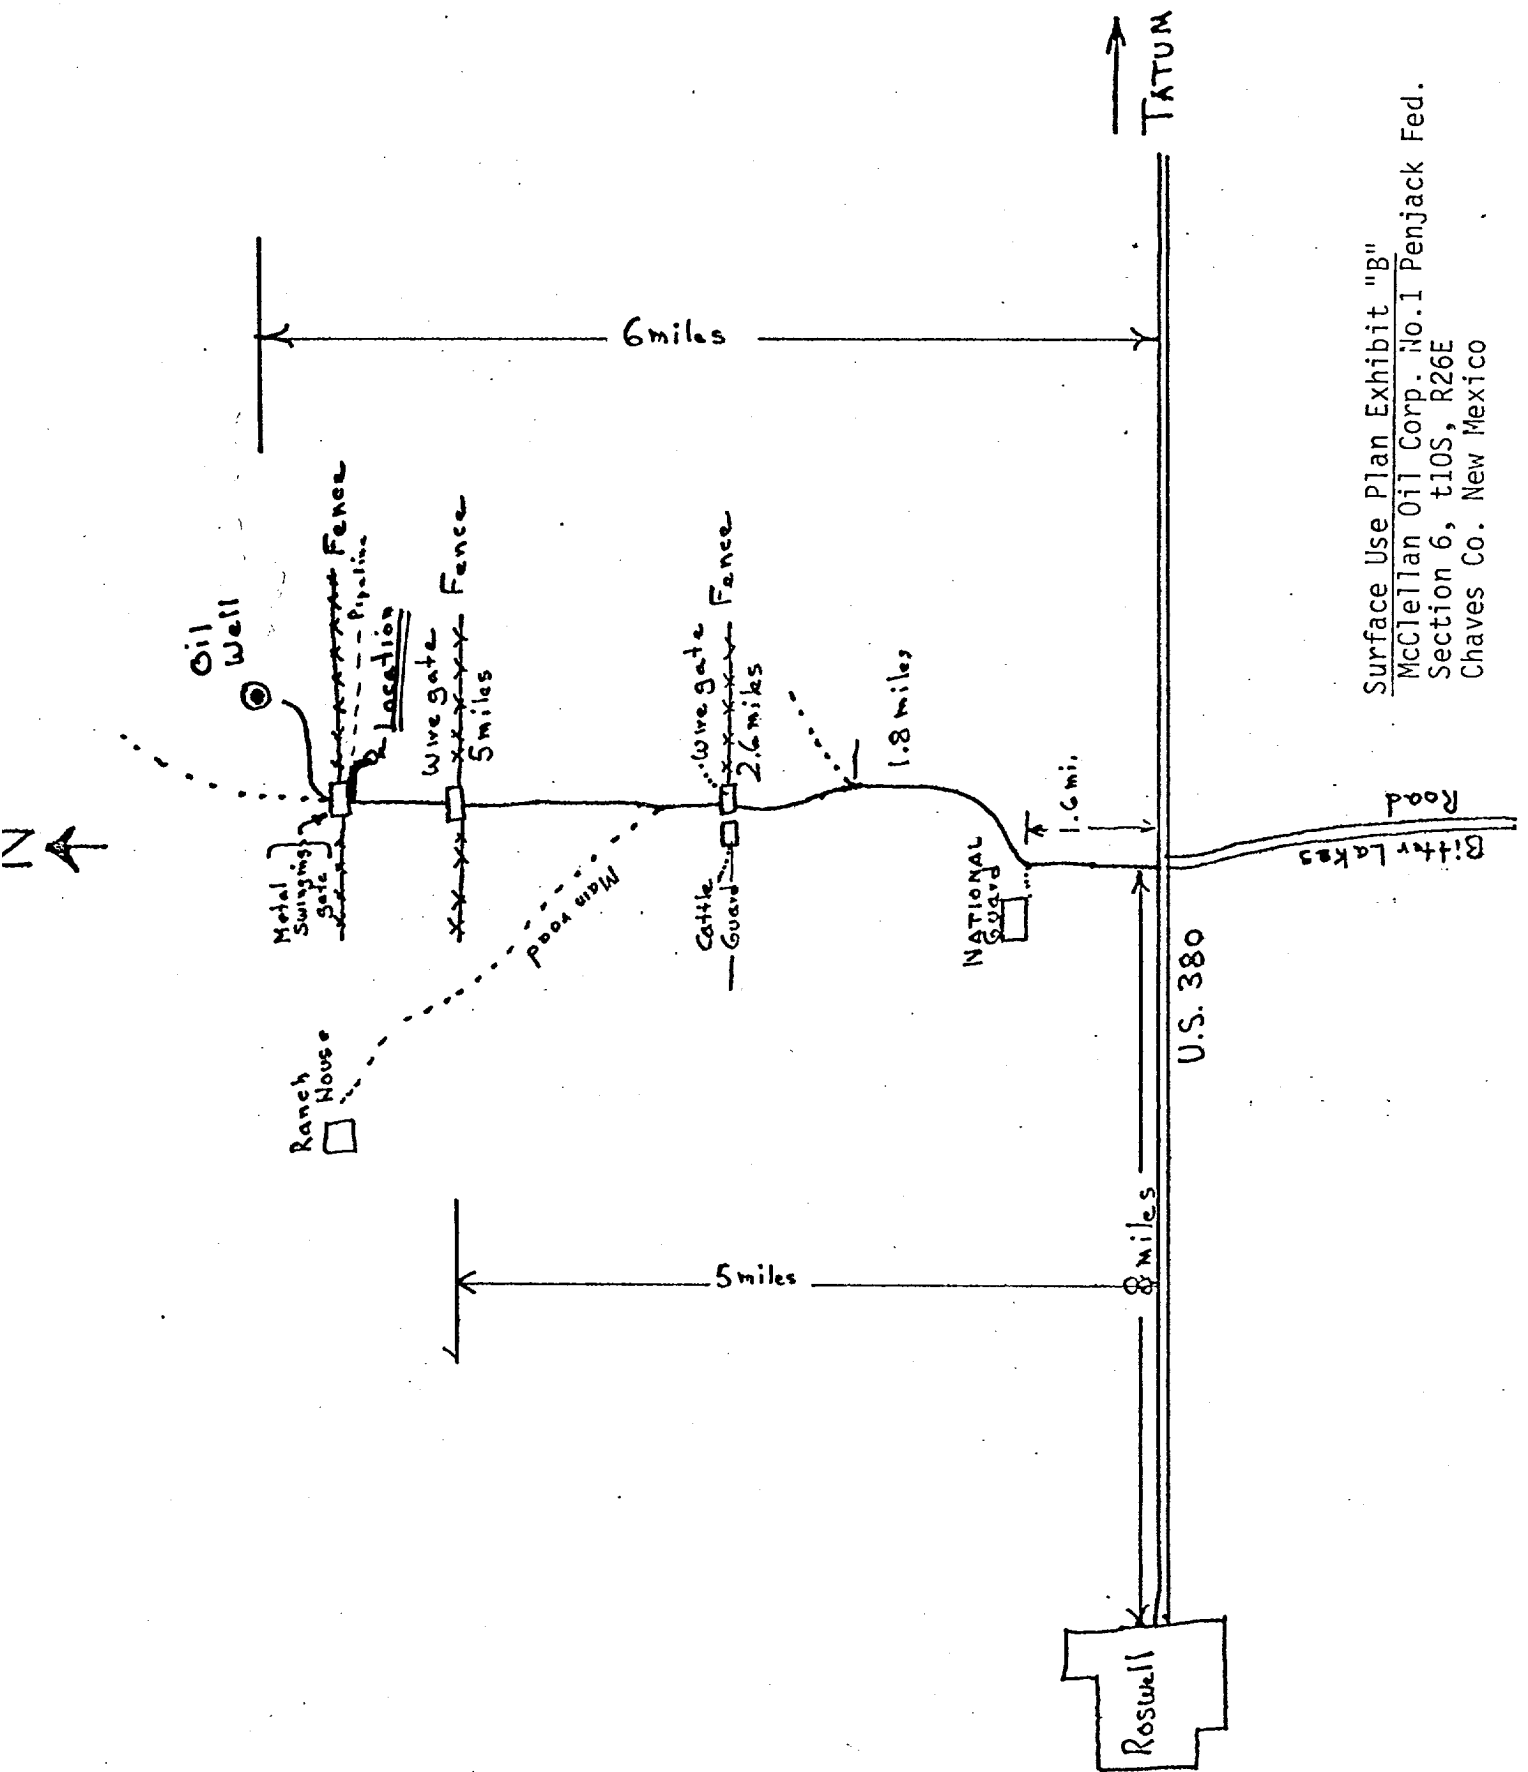 N
TATUM
6 miles
Oil
Well
Fence
Pipeline
Location
Metal
Swinging
gate
Wire gate
Fence
5 miles
Ranch
House
Main road
Wire gate
Fence
2.6 miles
Cattle
Guard
1.8 miles
NATIONAL
Guard
1.6 mi.
5 miles
8 miles
U.S. 380
Bitter Lakes
Road
Roswell
Surface Use Plan Exhibit "B"
McClellan Oil Corp. No.1 Penjack Fed.
Section 6, t10S, R26E
Chaves Co. New Mexico